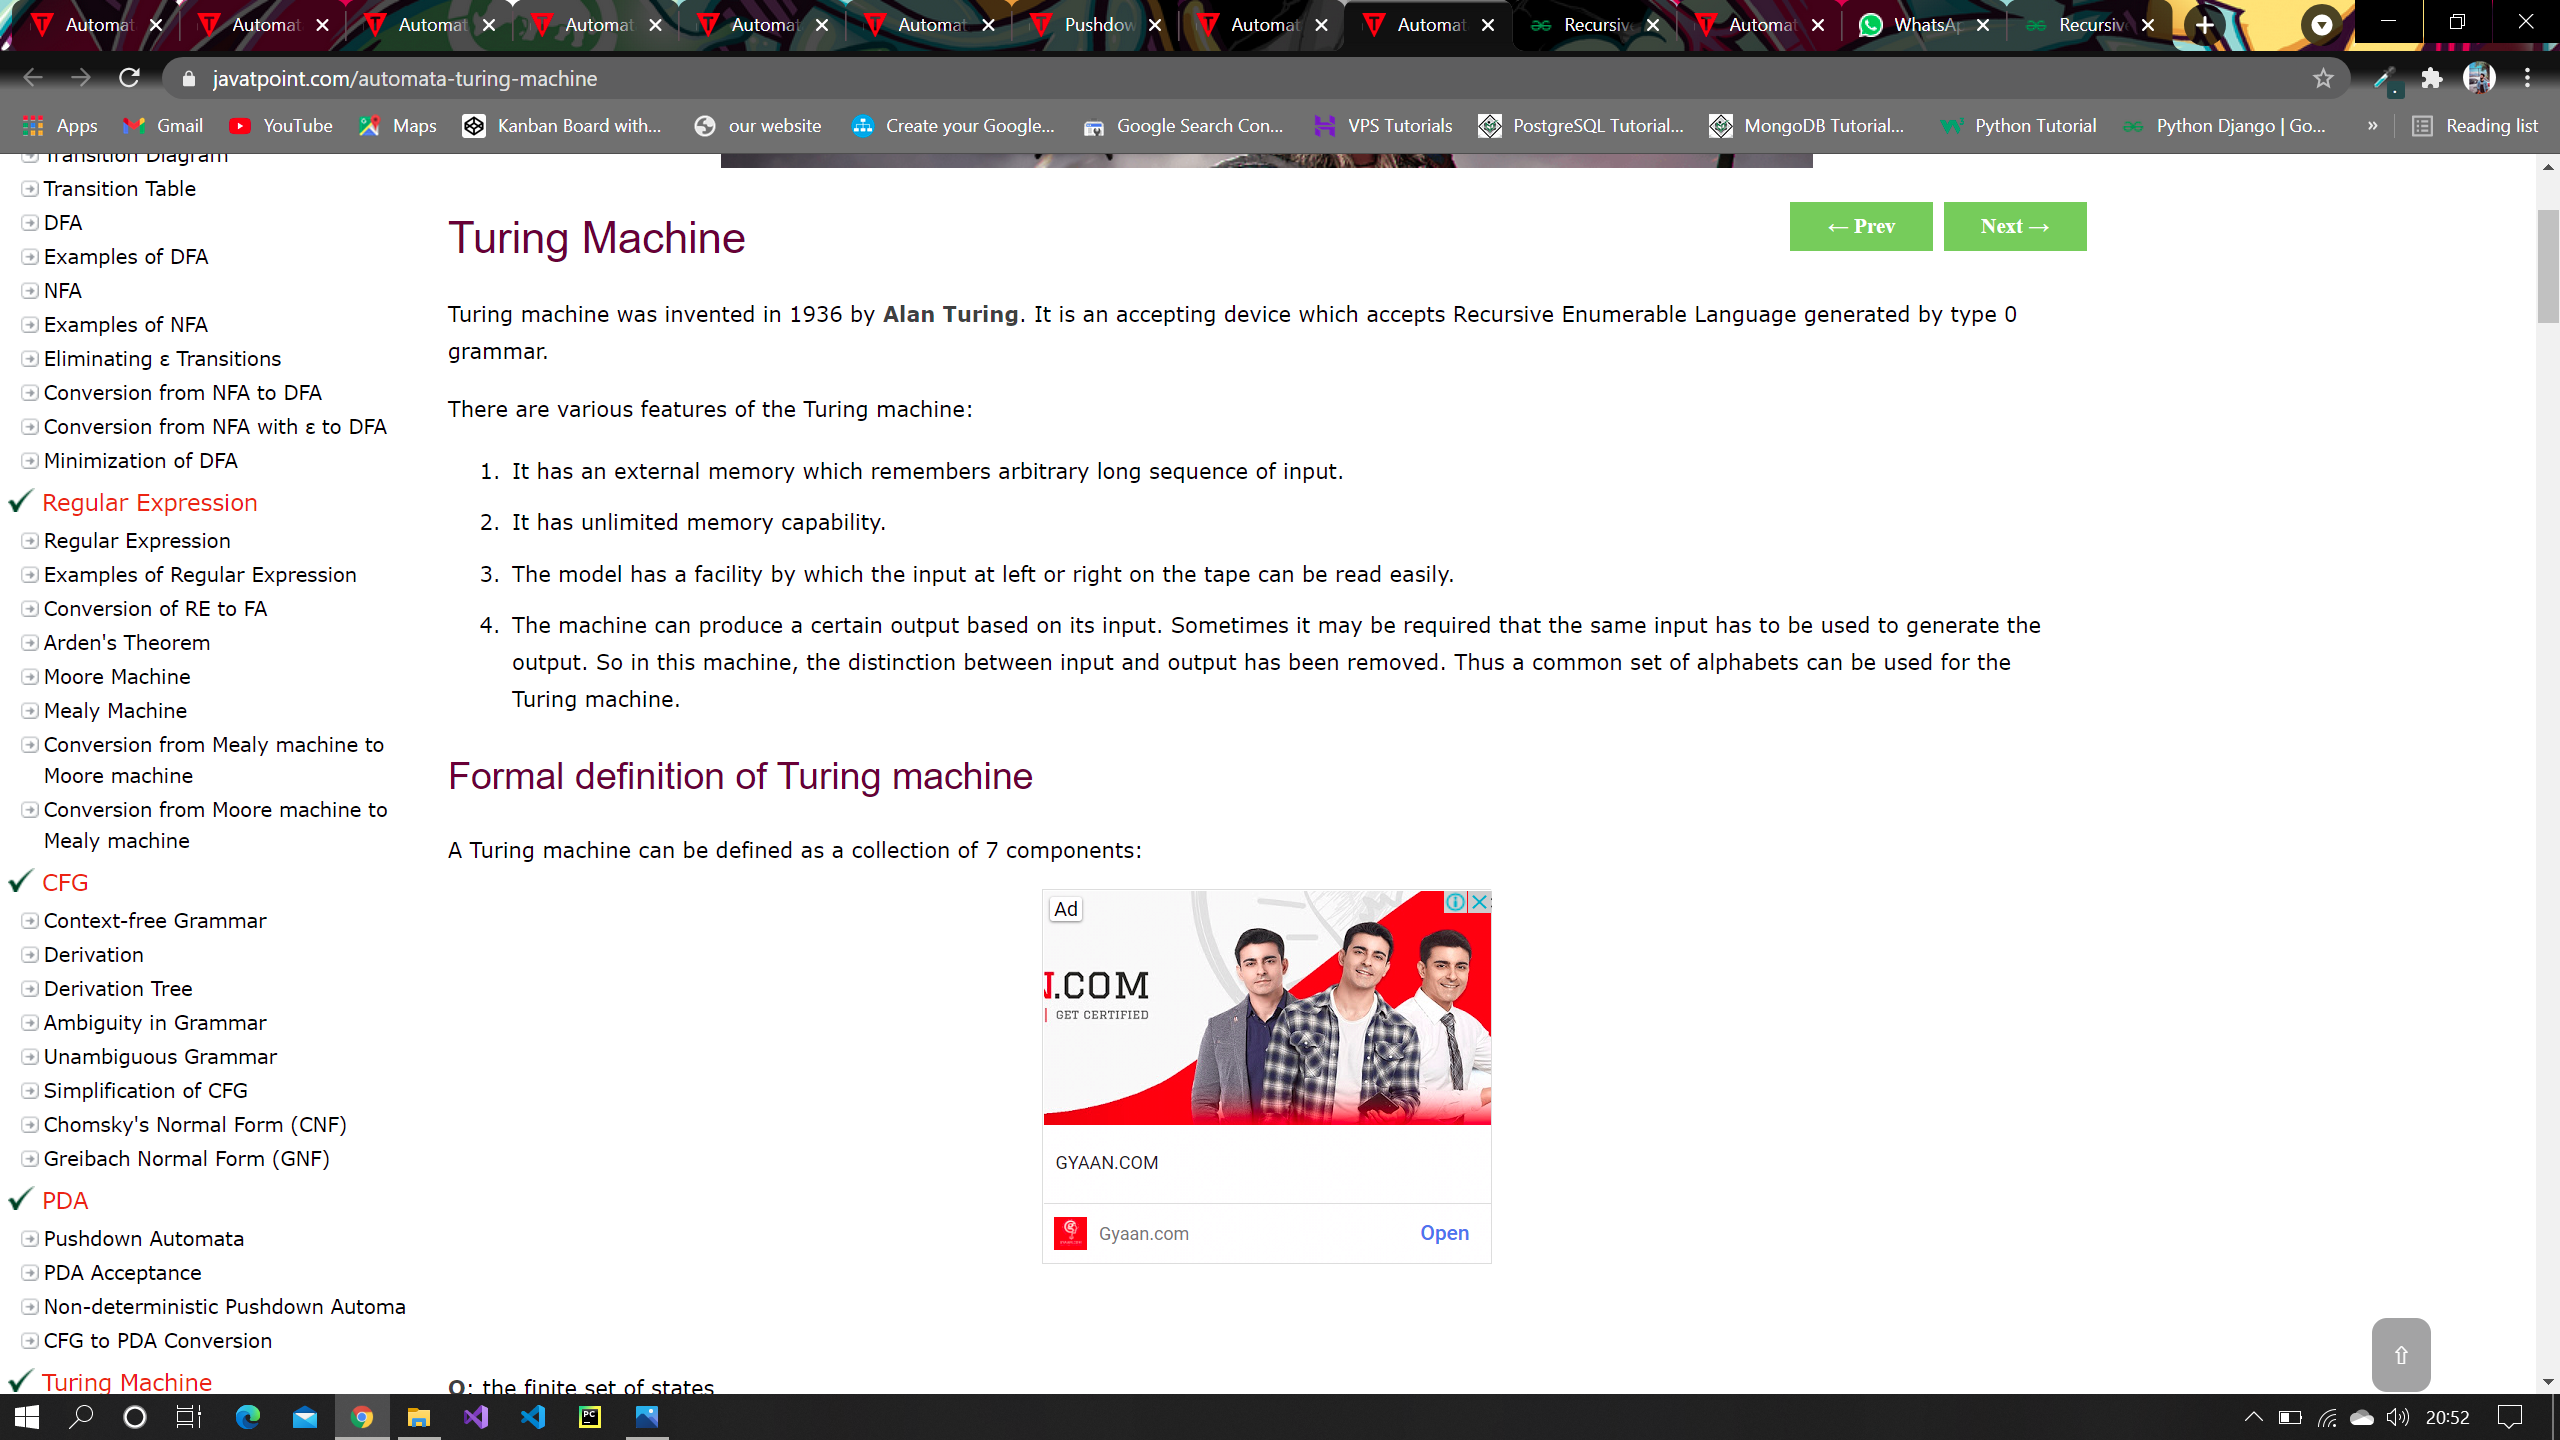 Automat
Automat
Automat
Automat
Automat
Automat
Pushdow
Automat
Automat
Recursive
Automat
WhatsAp
Recursive
javatpoint.com/automata-turing-machine
Apps
Gmail
YouTube
Maps
Kanban Board with...
our website
Create your Google...
Google Search Con...
VPS Tutorials
PostgreSQL Tutorial...
MongoDB Tutorial...
Python Tutorial
Python Django | Go...
»
Reading list
Transition Diagram
Transition Table
DFA
Examples of DFA
NFA
Examples of NFA
Eliminating ε Transitions
Conversion from NFA to DFA
Conversion from NFA with ε to DFA
Minimization of DFA
Regular Expression
Regular Expression
Examples of Regular Expression
Conversion of RE to FA
Arden's Theorem
Moore Machine
Mealy Machine
Conversion from Mealy machine to
Moore machine
Conversion from Moore machine to
Mealy machine
CFG
Context-free Grammar
Derivation
Derivation Tree
Ambiguity in Grammar
Unambiguous Grammar
Simplification of CFG
Chomsky's Normal Form (CNF)
Greibach Normal Form (GNF)
PDA
Pushdown Automata
PDA Acceptance
Non-deterministic Pushdown Automa
CFG to PDA Conversion
Turing Machine
Turing Machine
← Prev
Next →
Turing machine was invented in 1936 by Alan Turing. It is an accepting device which accepts Recursive Enumerable Language generated by type 0
grammar.
There are various features of the Turing machine:
1. It has an external memory which remembers arbitrary long sequence of input.
2. It has unlimited memory capability.
3. The model has a facility by which the input at left or right on the tape can be read easily.
4. The machine can produce a certain output based on its input. Sometimes it may be required that the same input has to be used to generate the
output. So in this machine, the distinction between input and output has been removed. Thus a common set of alphabets can be used for the
Turing machine.
Formal definition of Turing machine
A Turing machine can be defined as a collection of 7 components:
Ad
N.COM
| GET CERTIFIED
GYAAN.COM
Gyaan.com
Open
Q: the finite set of states
20:52